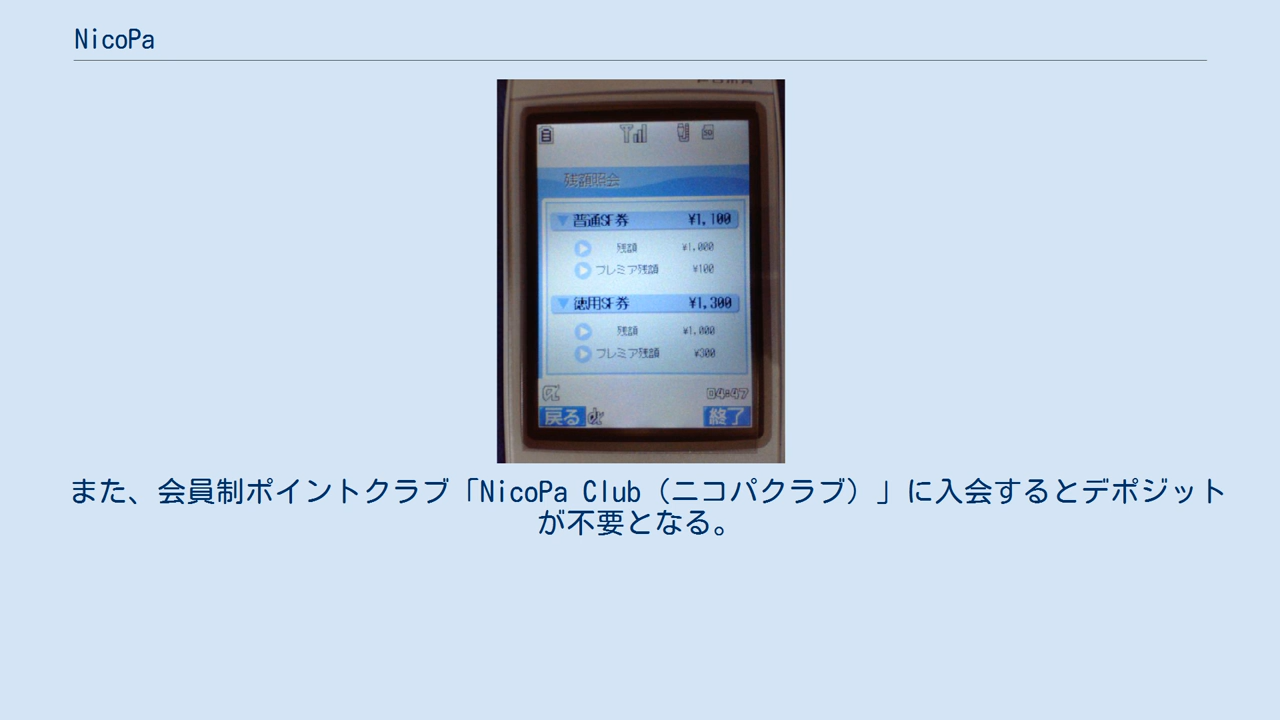 NicoPa
残額照会
▼普通SF券 ¥1,100
残額 ¥1,000
プレミア残額 ¥100
▼徳用SF券 ¥1,300
残額 ¥1,000
プレミア残額 ¥300
04:47
戻る 終了
また、会員制ポイントクラブ「NicoPa Club（ニコパクラブ）」に入会するとデポジット
が不要となる。